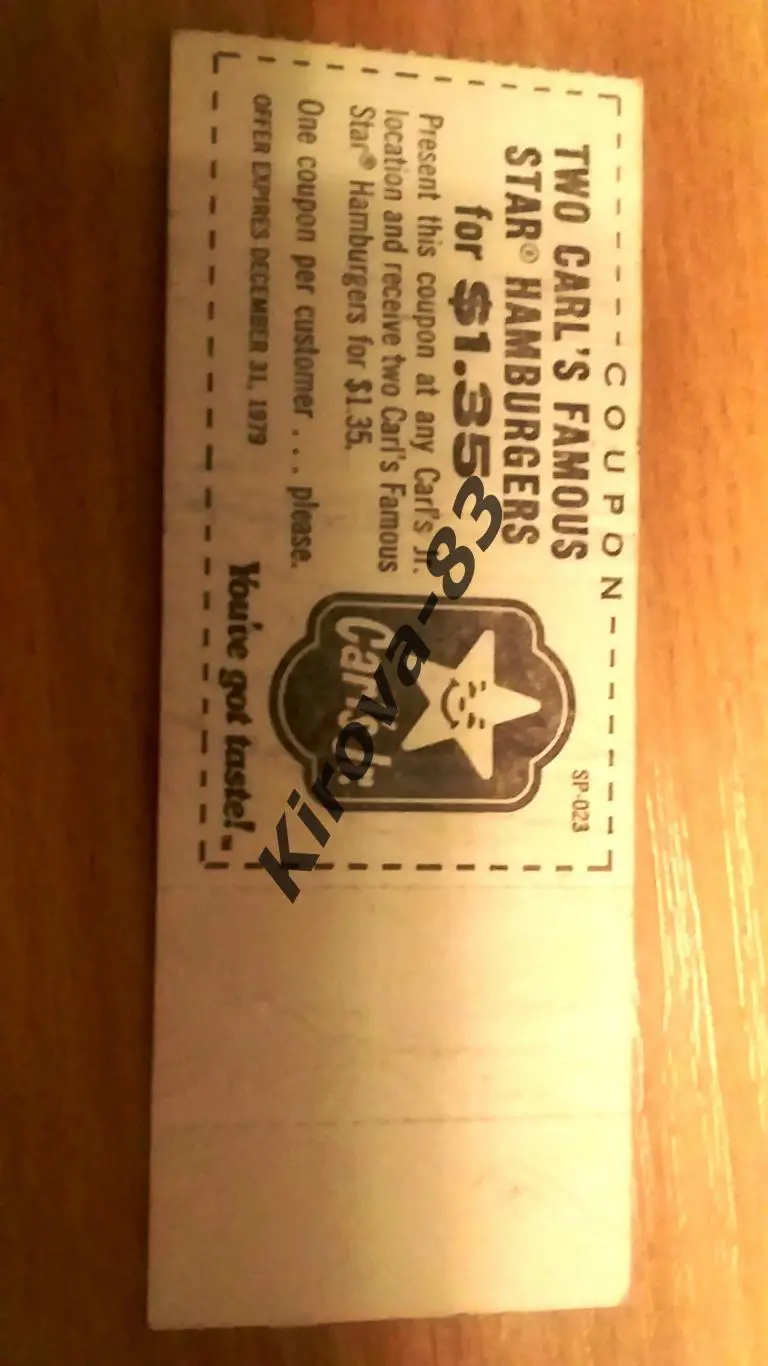 COUPON
TWO CARL'S FAMOUS
STAR® HAMBURGERS
for $1.35
Present this coupon at any Carl's Jr.
location and receive two Carl's Famous
Star® Hamburgers for $1.35.
One coupon per customer . . . please.
OFFER EXPIRES DECEMBER 31, 1979
SP-023
Carl's Jr.
You've got taste!™
Kirova-83